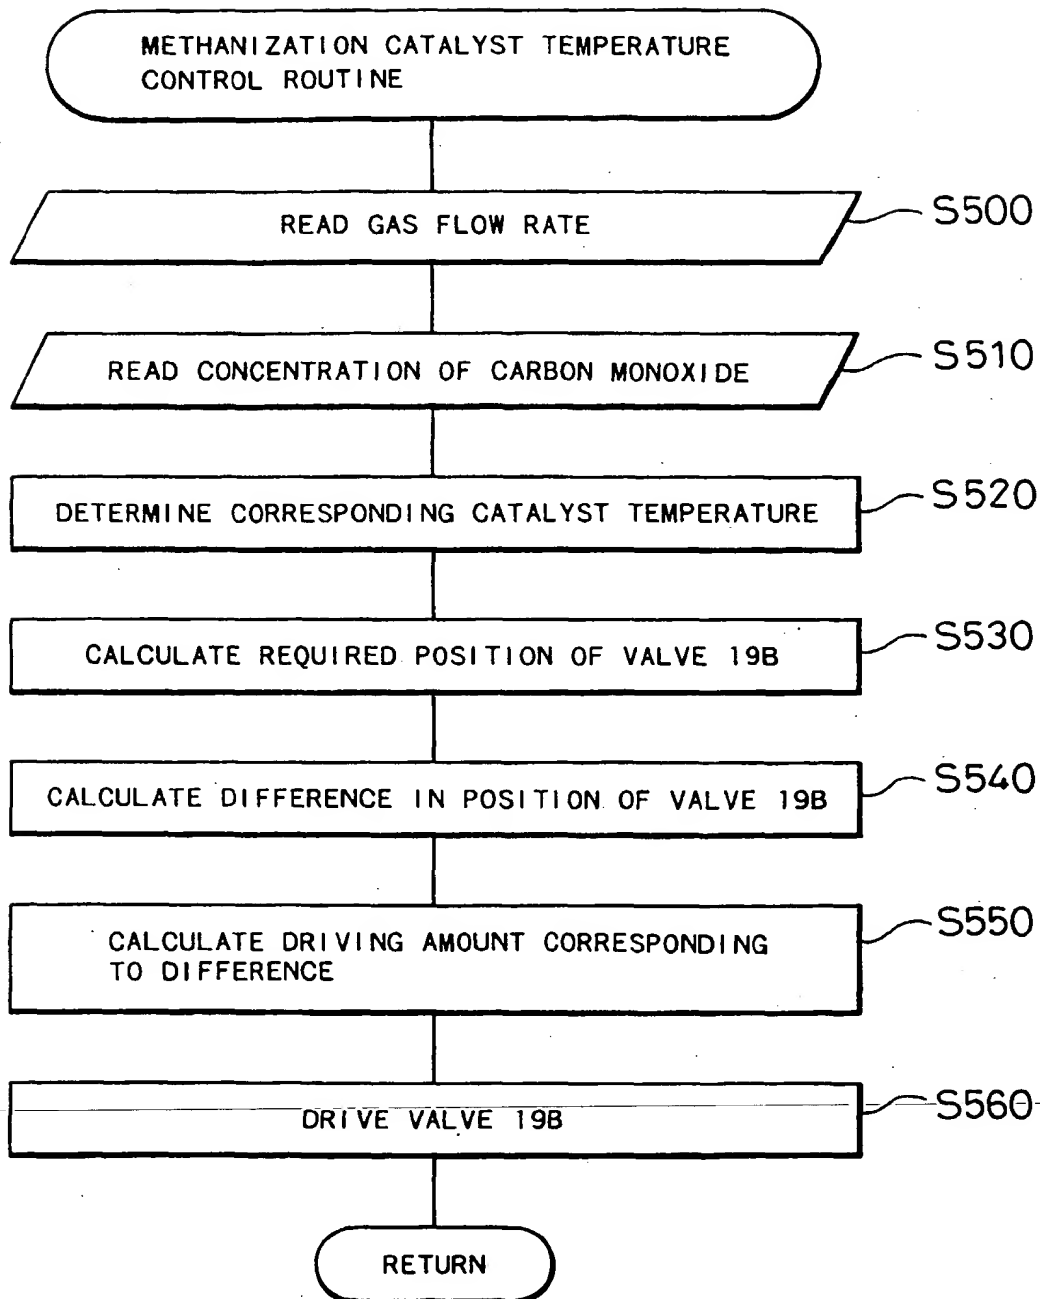 METHANIZATION CATALYST TEMPERATURE
CONTROL ROUTINE
READ GAS FLOW RATE
S500
READ CONCENTRATION OF CARBON MONOXIDE
S510
DETERMINE CORRESPONDING CATALYST TEMPERATURE
S520
CALCULATE REQUIRED POSITION OF VALVE 19B
S530
CALCULATE DIFFERENCE IN POSITION OF VALVE 19B
S540
CALCULATE DRIVING AMOUNT CORRESPONDING
TO DIFFERENCE
S550
DRIVE VALVE 19B
S560
RETURN